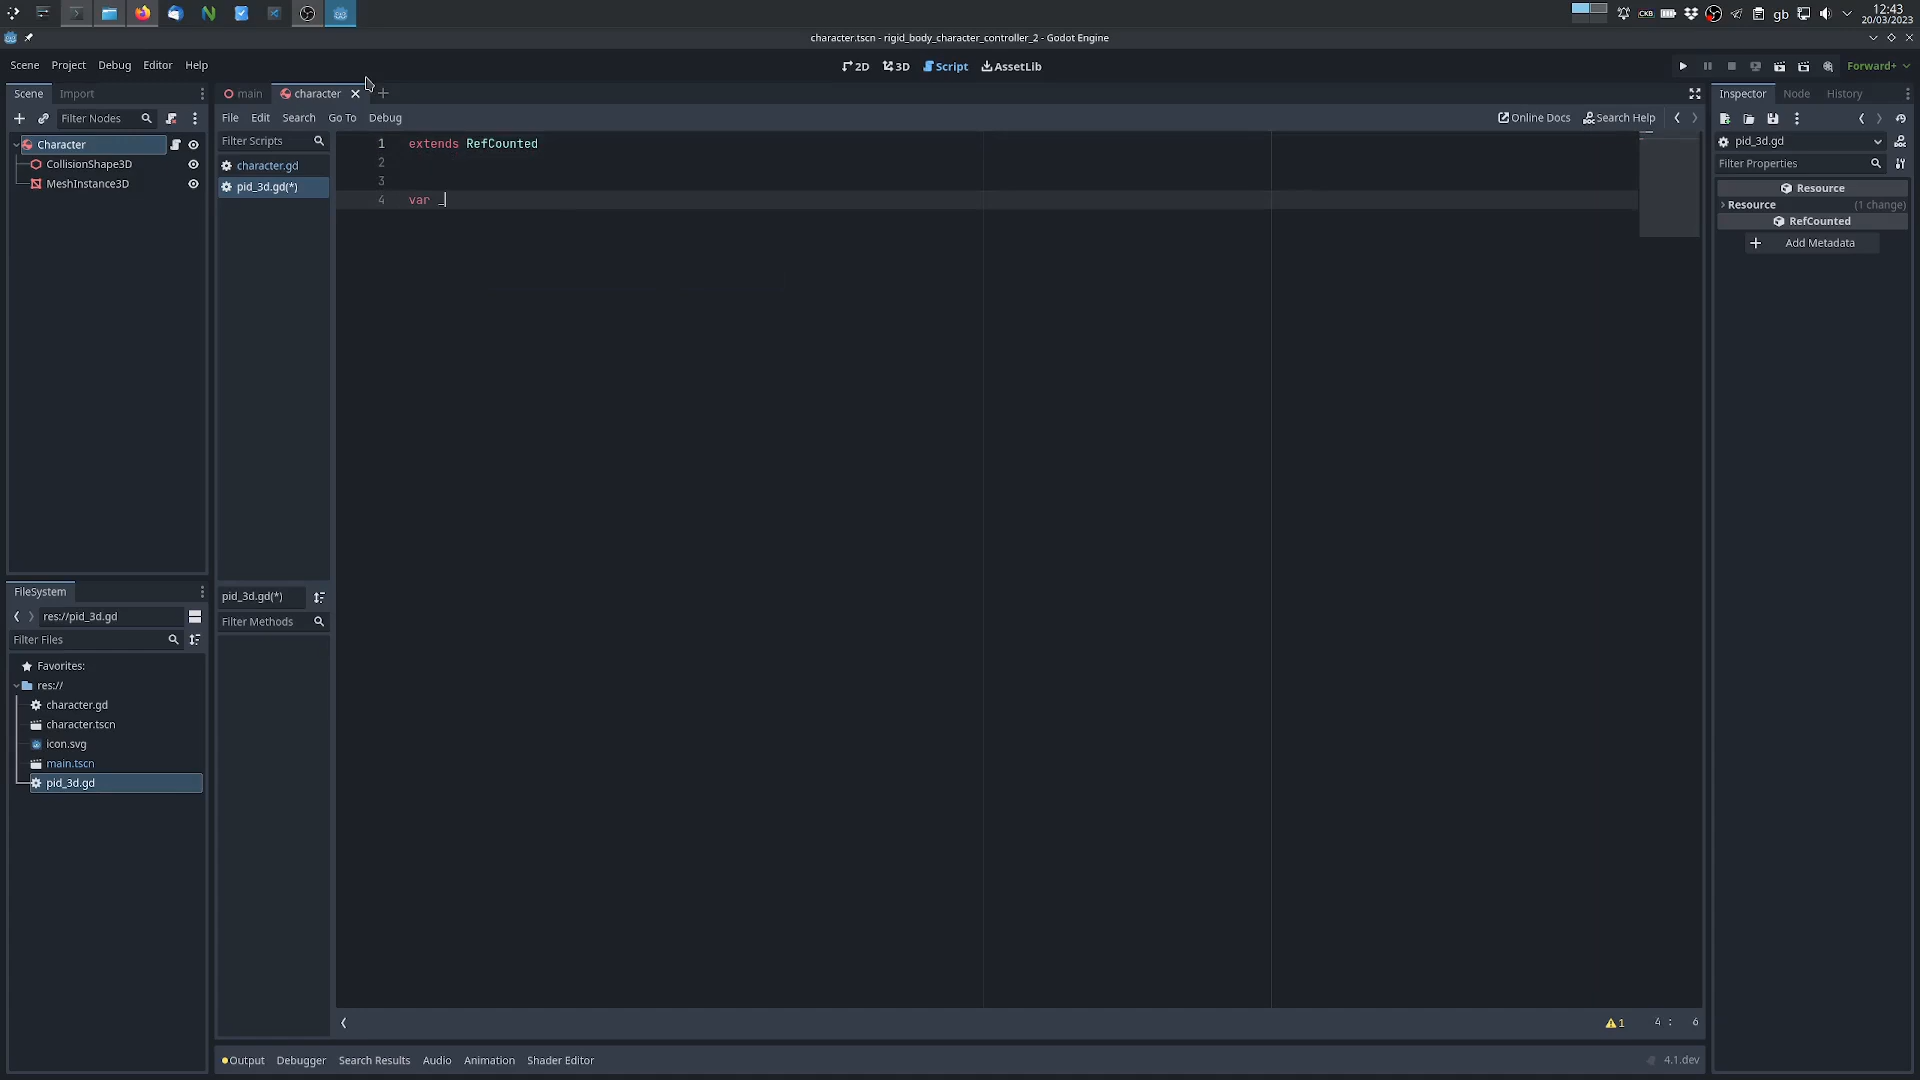 12:43
20/03/2023
CKB
gb
character.tscn - rigid_body_character_controller_2 - Godot Engine
Scene Project Debug Editor Help
2D 3D Script AssetLib
Forward+
Scene Import
main character
Inspector Node History
Filter Nodes
File Edit Search Go To Debug
Online Docs Search Help
Character
CollisionShape3D
MeshInstance3D
Filter Scripts
character.gd
pid_3d.gd(*)
1 extends RefCounted
2
3
4 var _
pid_3d.gd
Filter Properties
Resource
Resource (1 change)
RefCounted
Add Metadata
pid_3d.gd(*)
Filter Methods
FileSystem
res://pid_3d.gd
Filter Files
Favorites:
res://
character.gd
character.tscn
icon.svg
main.tscn
pid_3d.gd
1 4 : 6
Output Debugger Search Results Audio Animation Shader Editor
4.1.dev